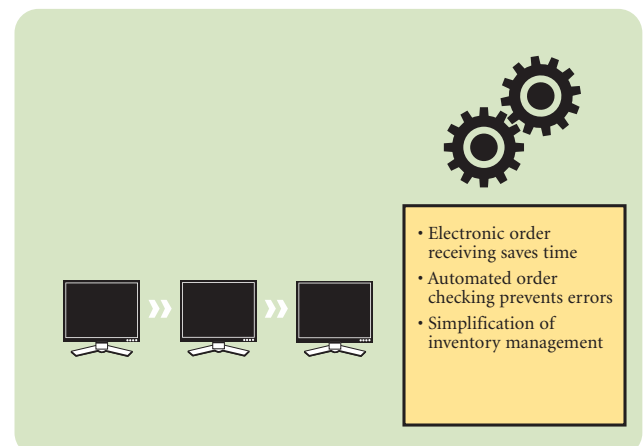 • Electronic order
receiving saves time
• Automated order
checking prevents errors
• Simplification of
inventory management